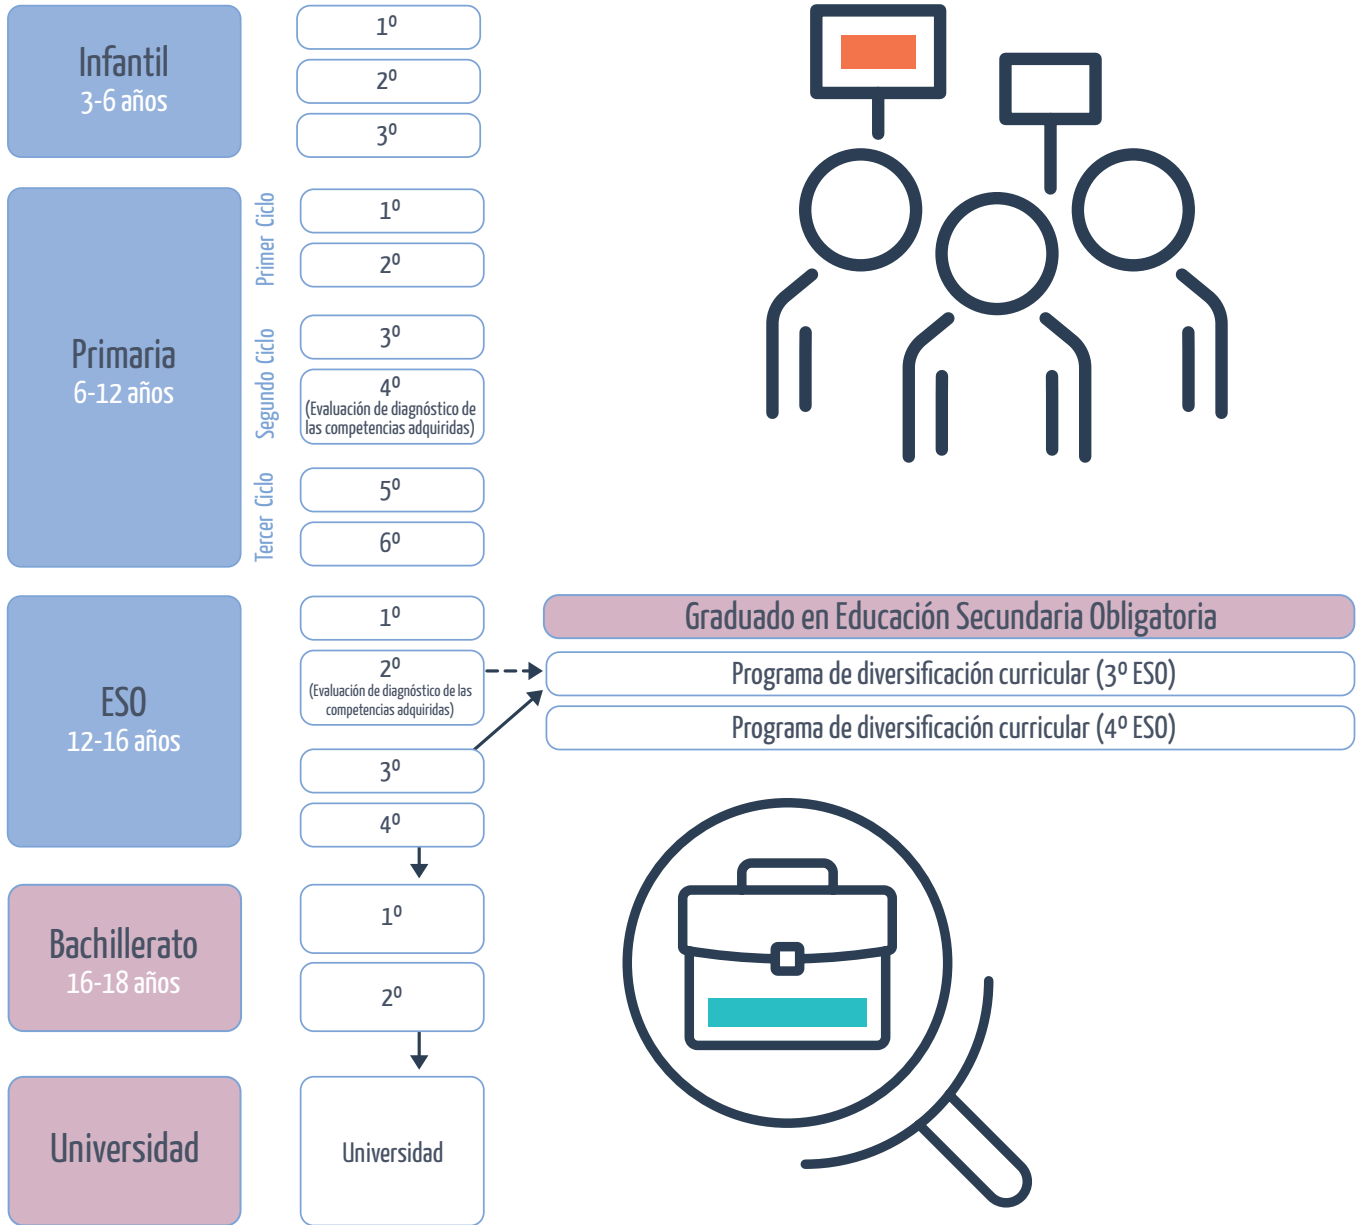 Infantil
3-6 años
1º
2º
3º
Primaria
6-12 años
Primer Ciclo
1º
2º
Segundo Ciclo
3º
4º
(Evaluación de diagnóstico de
las competencias adquiridas)
Tercer Ciclo
5º
6º
ESO
12-16 años
1º
2º
(Evaluación de diagnóstico de las
competencias adquiridas)
3º
4º
Graduado en Educación Secundaria Obligatoria
Programa de diversificación curricular (3º ESO)
Programa de diversificación curricular (4º ESO)
Bachillerato
16-18 años
1º
2º
Universidad
Universidad